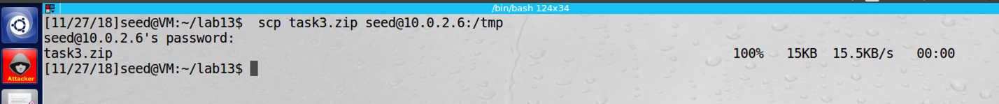 /bin/bash 124x34
[11/27/18]seed@VM:~/lab13$  scp task3.zip seed@10.0.2.6:/tmp
seed@10.0.2.6's password:
task3.zip 100% 15KB 15.5KB/s 00:00
[11/27/18]seed@VM:~/lab13$
Attacker